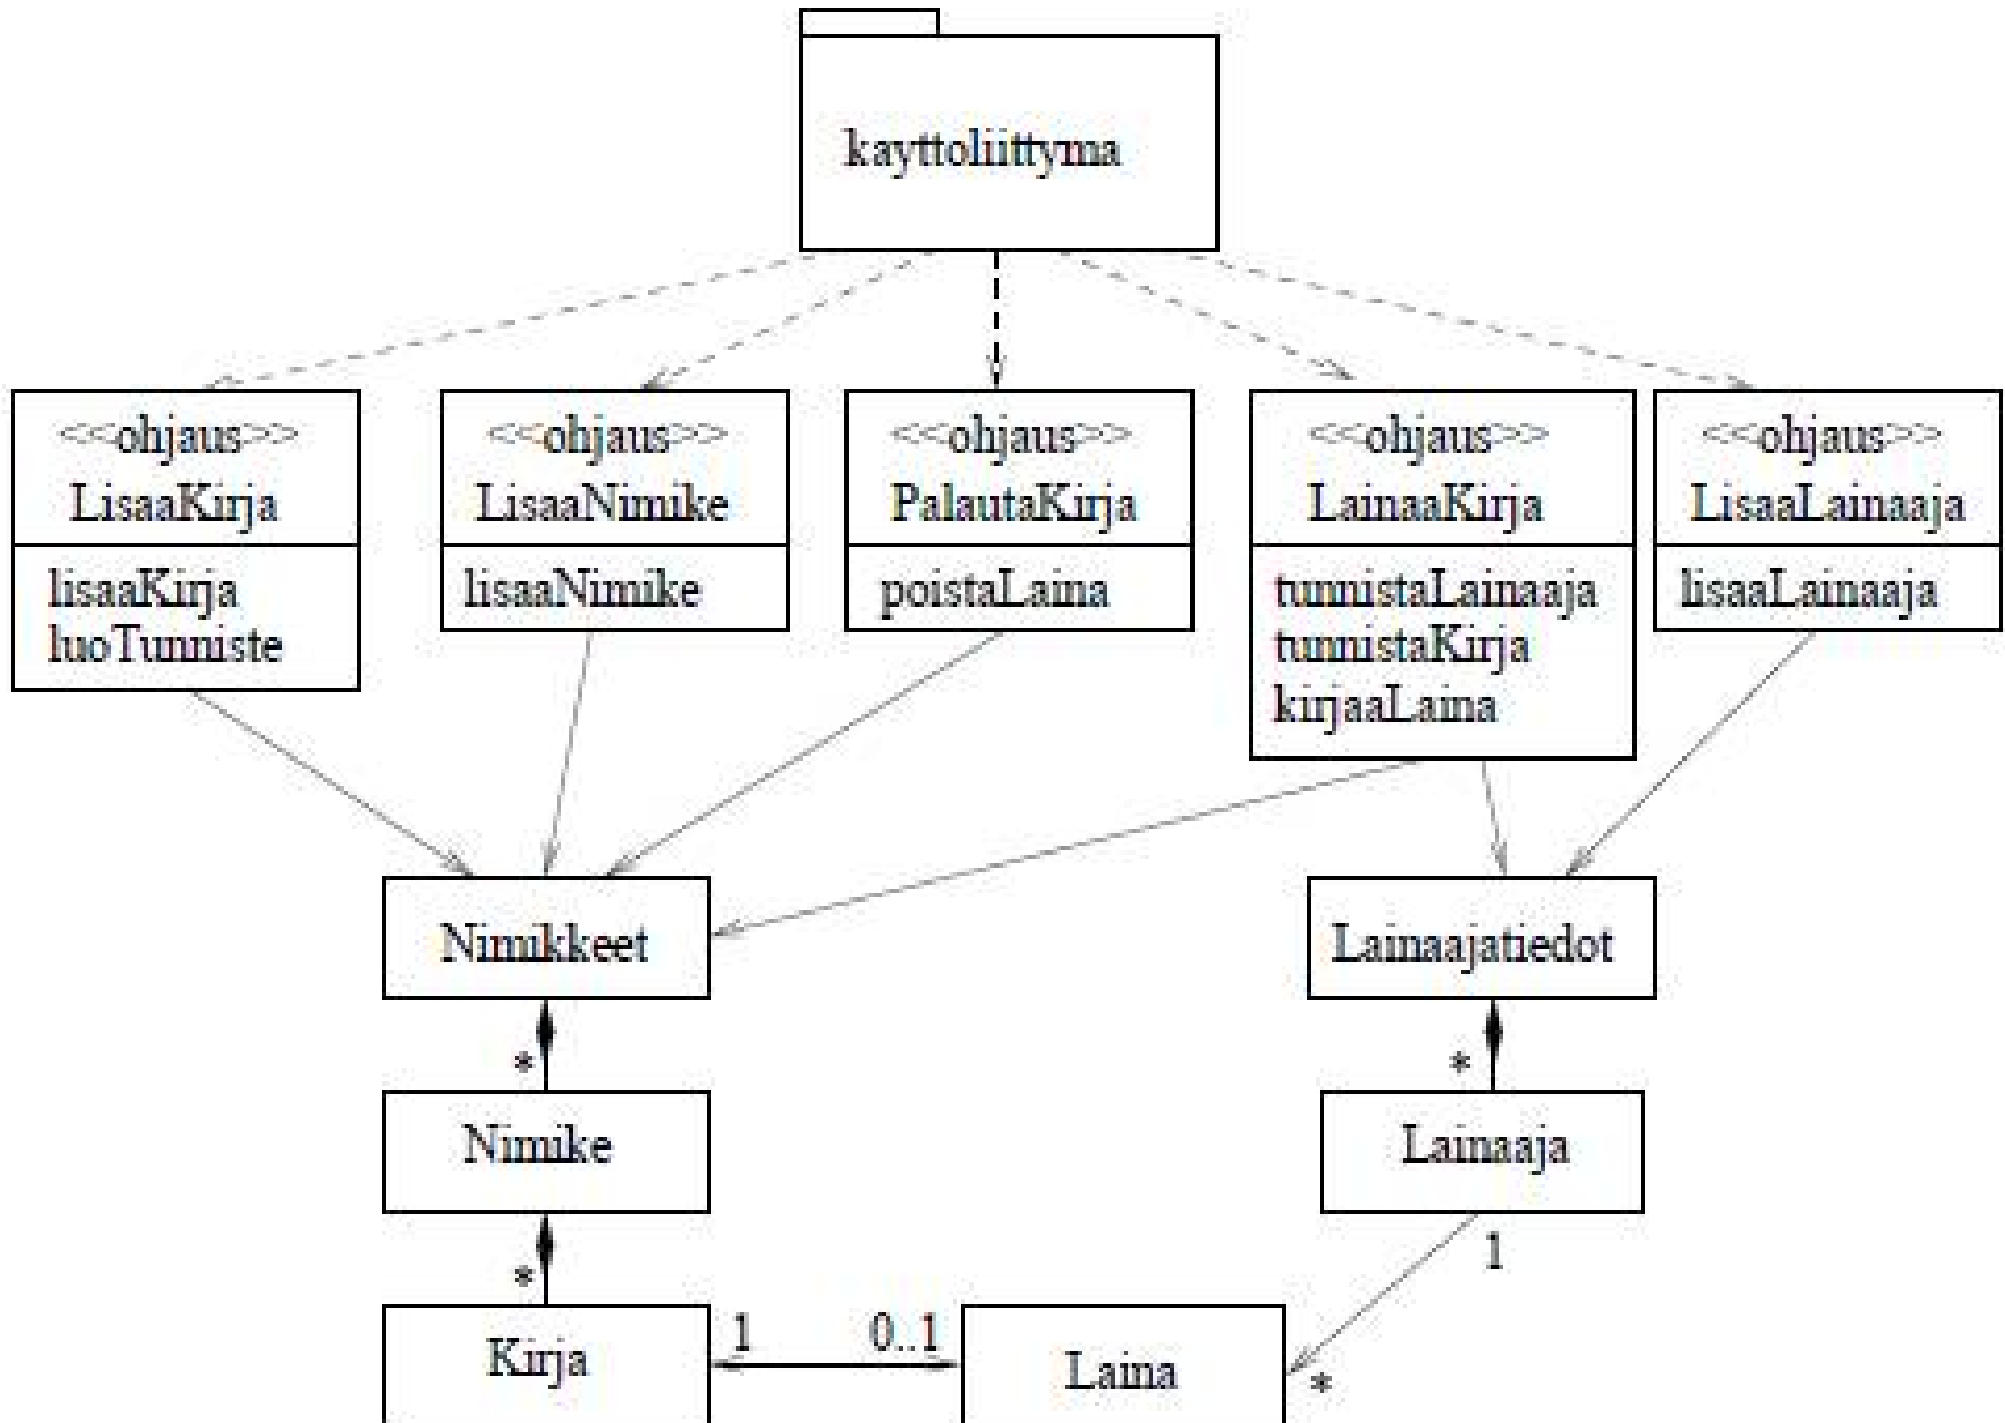 kayttoliittyma
<<ohjaus>>
LisaaKirja
lisaaKirja
luoTunniste
<<ohjaus>>
LisaaNimike
lisaaNimike
<<ohjaus>>
PalautaKirja
poistaLaina
<<ohjaus>>
LainaaKirja
tunnistaLainaaja
tunnistaKirja
kirjaaLaina
<<ohjaus>>
LisaaLainaaja
lisaaLainaaja
Nimikkeet
Lainaajatiedot
*
*
Nimike
Lainaaja
*
1
Kirja
1
0..1
Laina
*